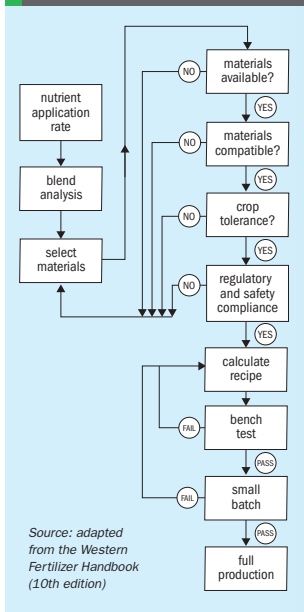 nutrient
application
rate
blend
analysis
select
materials
materials
available?
NO
YES
materials
compatible?
NO
YES
crop
tolerance?
NO
YES
regulatory
and safety
compliance
NO
YES
calculate
recipe
bench
test
FAIL
PASS
small
batch
FAIL
PASS
full
production
Source: adapted
from the Western
Fertilizer Handbook
(10th edition)